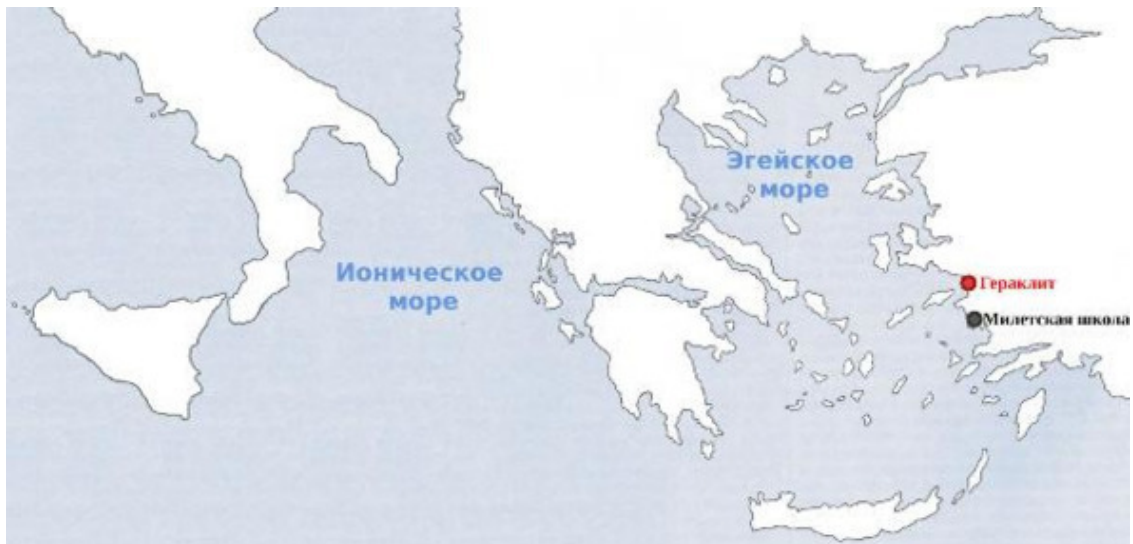 Эгейское
море
Ионическое
море
Гераклит
Милетская школа